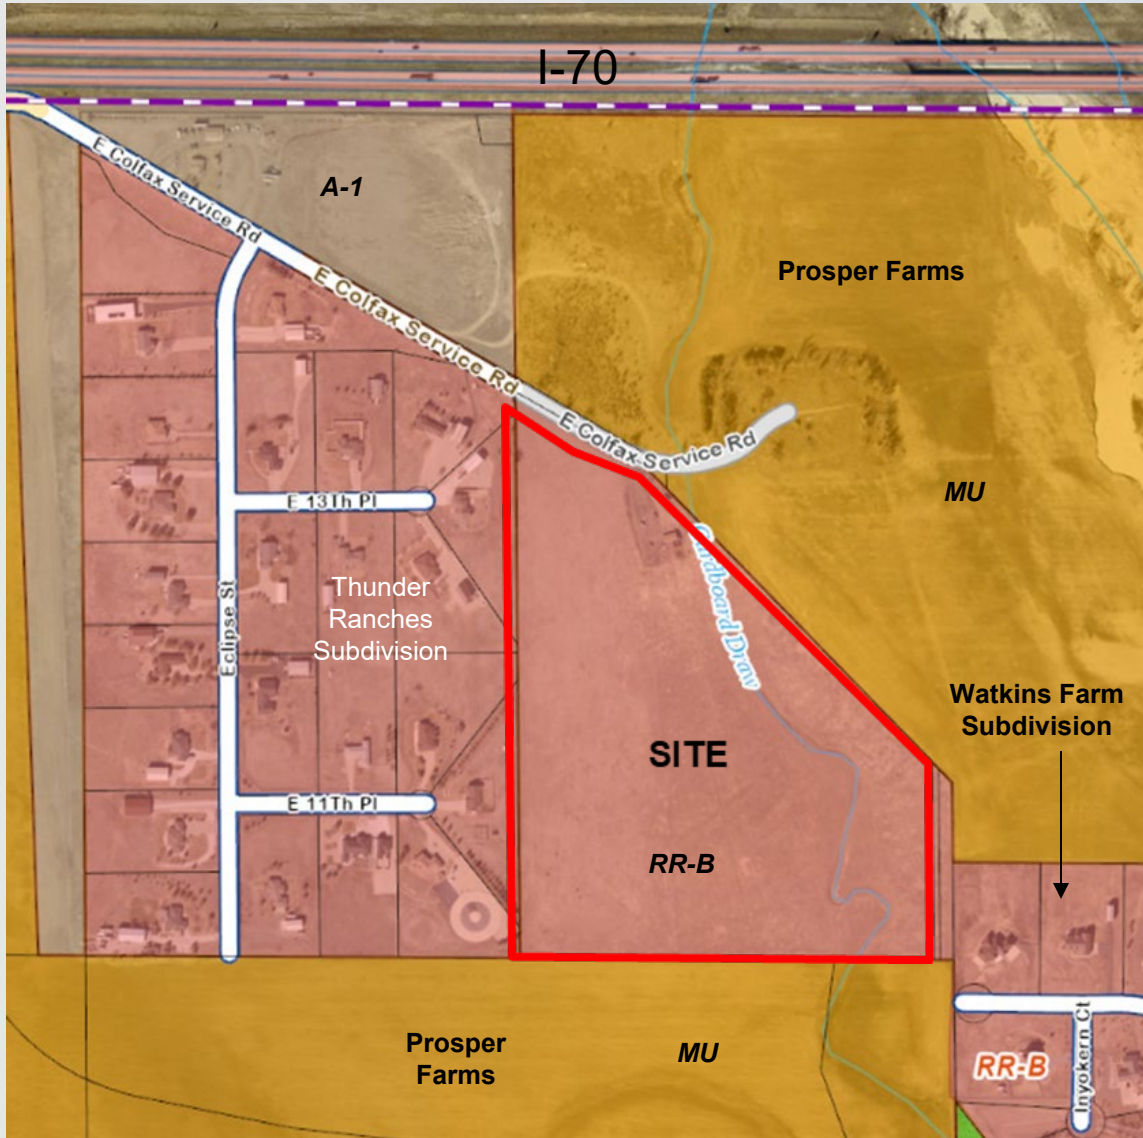 I-70
E Colfax Service Rd
A-1
E Colfax Service Rd
Prosper Farms
E Colfax Service Rd
MU
E 13Th Pl
Cardboard Draw
Thunder
Ranches
Subdivision
Eclipse St
Watkins Farm
Subdivision
SITE
E 11Th Pl
RR-B
Prosper
Farms
MU
RR-B
Inyokern Ct